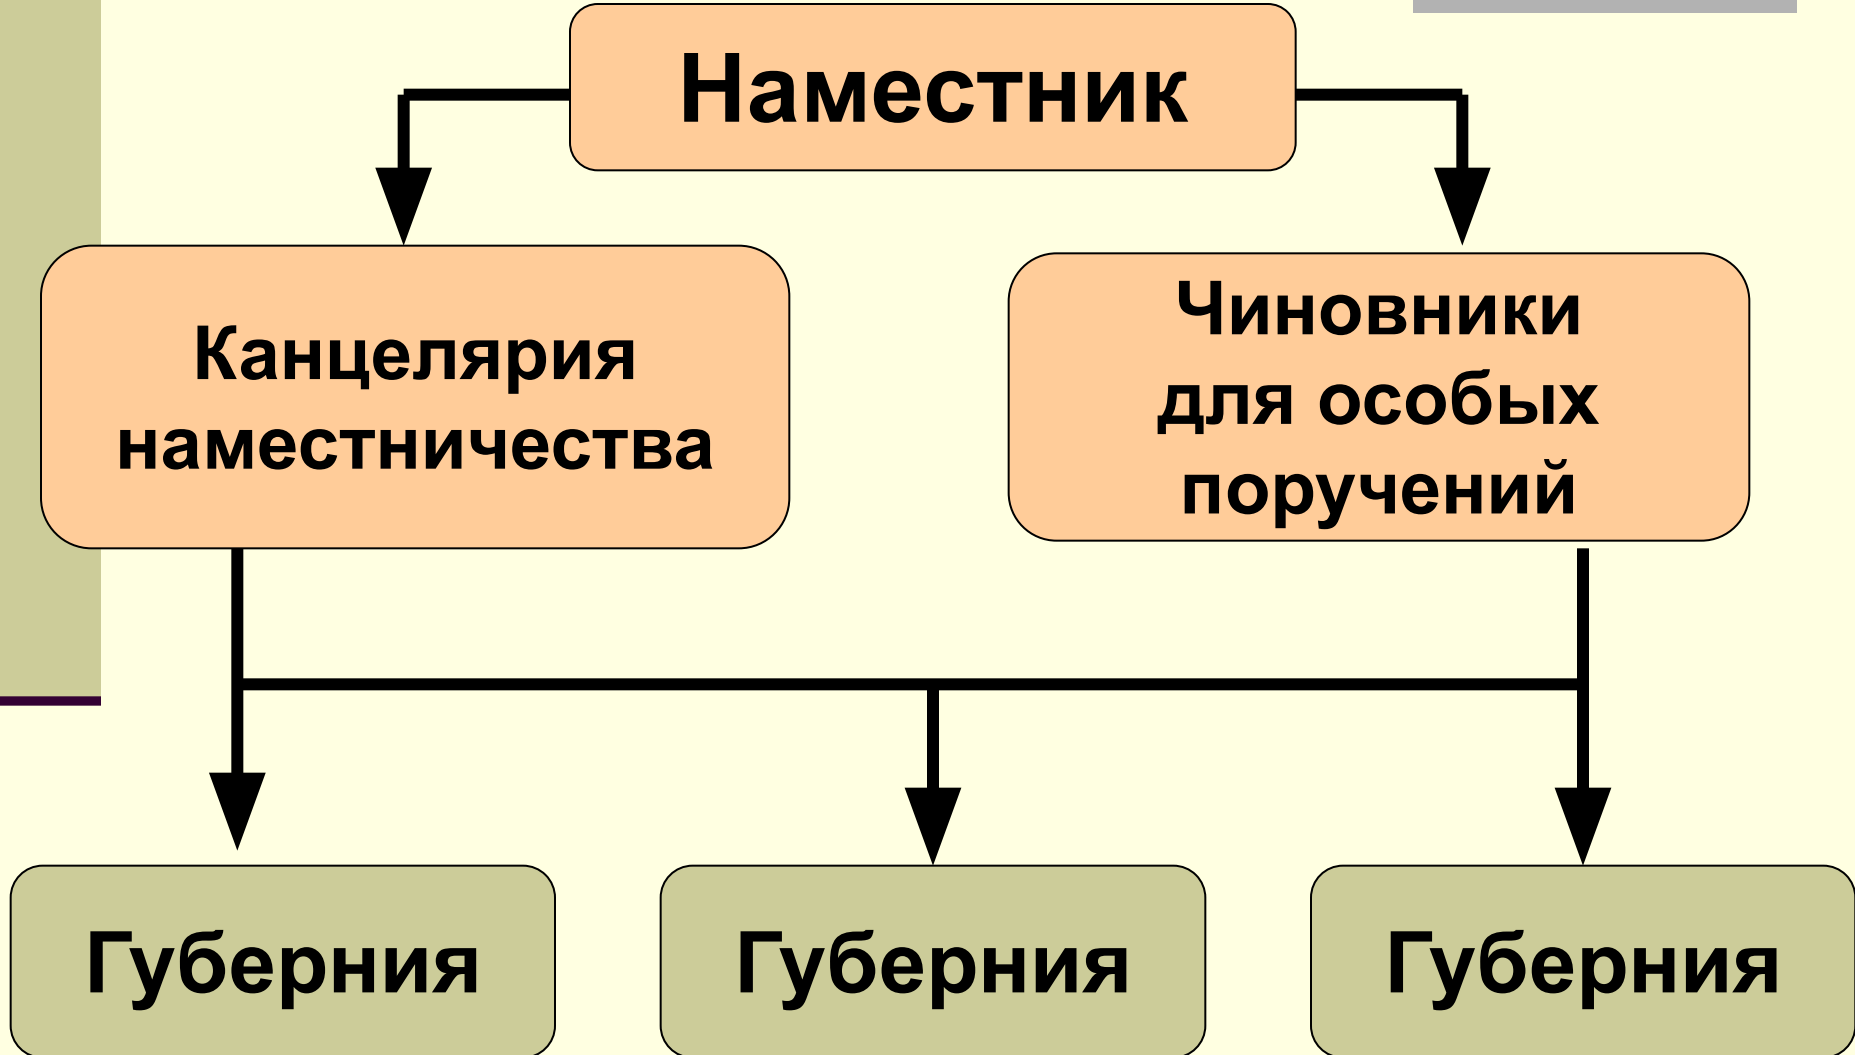 Наместник
Канцелярия
наместничества
Чиновники
для особых
поручений
Губерния
Губерния
Губерния